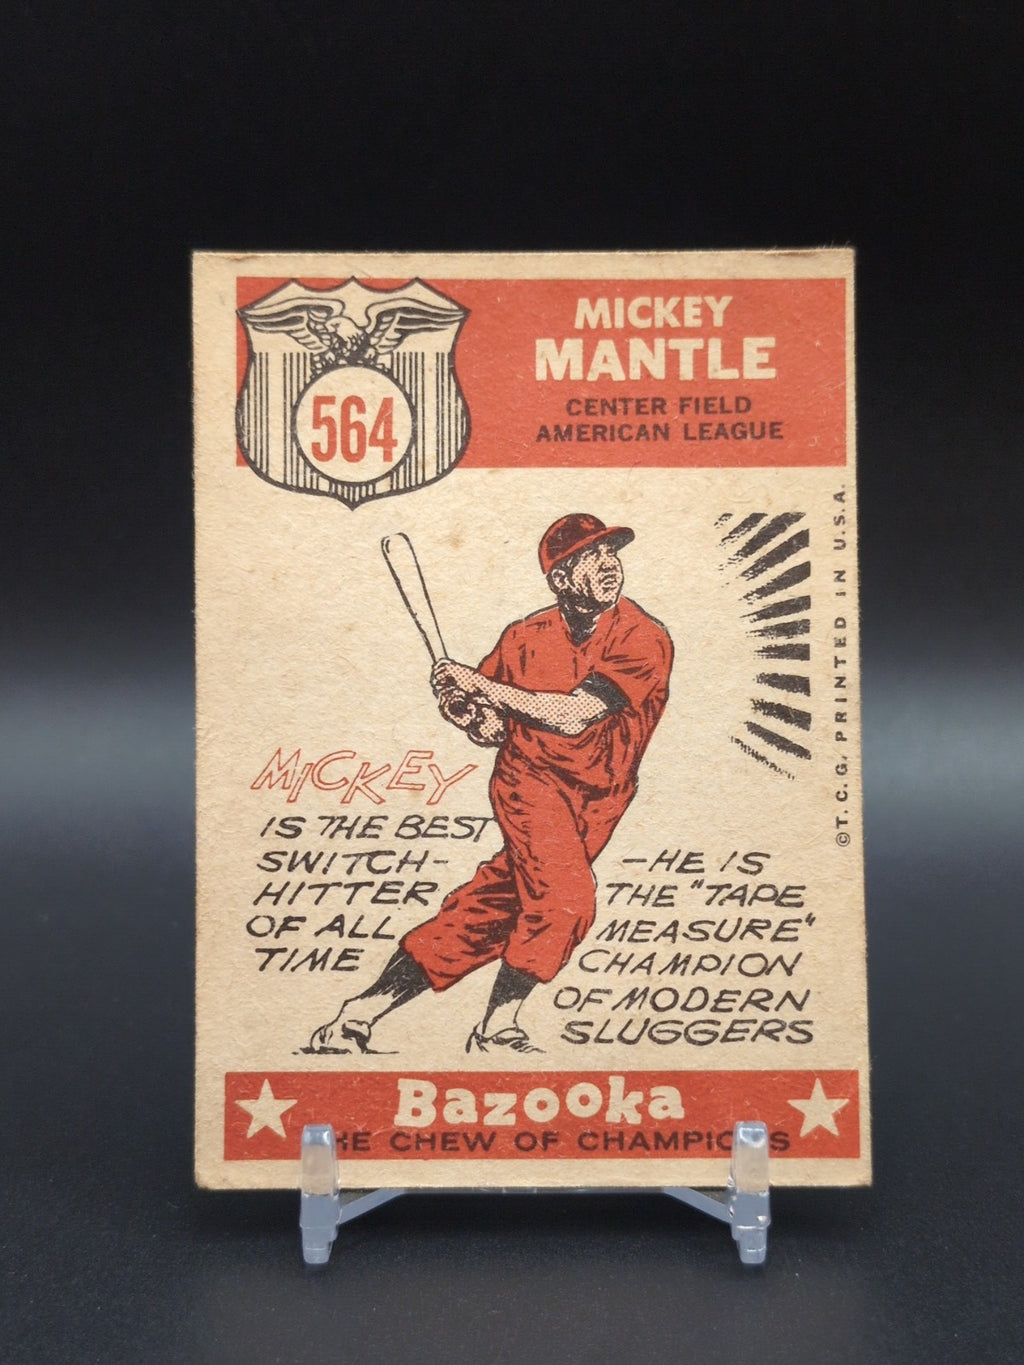 564
MICKEY
MANTLE
CENTER FIELD
AMERICAN LEAGUE
©T. C. G. PRINTED IN U.S.A.
MICKEY
IS THE BEST
SWITCH-
HITTER
OF ALL
TIME
-HE IS
THE "TAPE
MEASURE"
CHAMPION
OF MODERN
SLUGGERS
Bazooka
THE CHEW OF CHAMPIONS